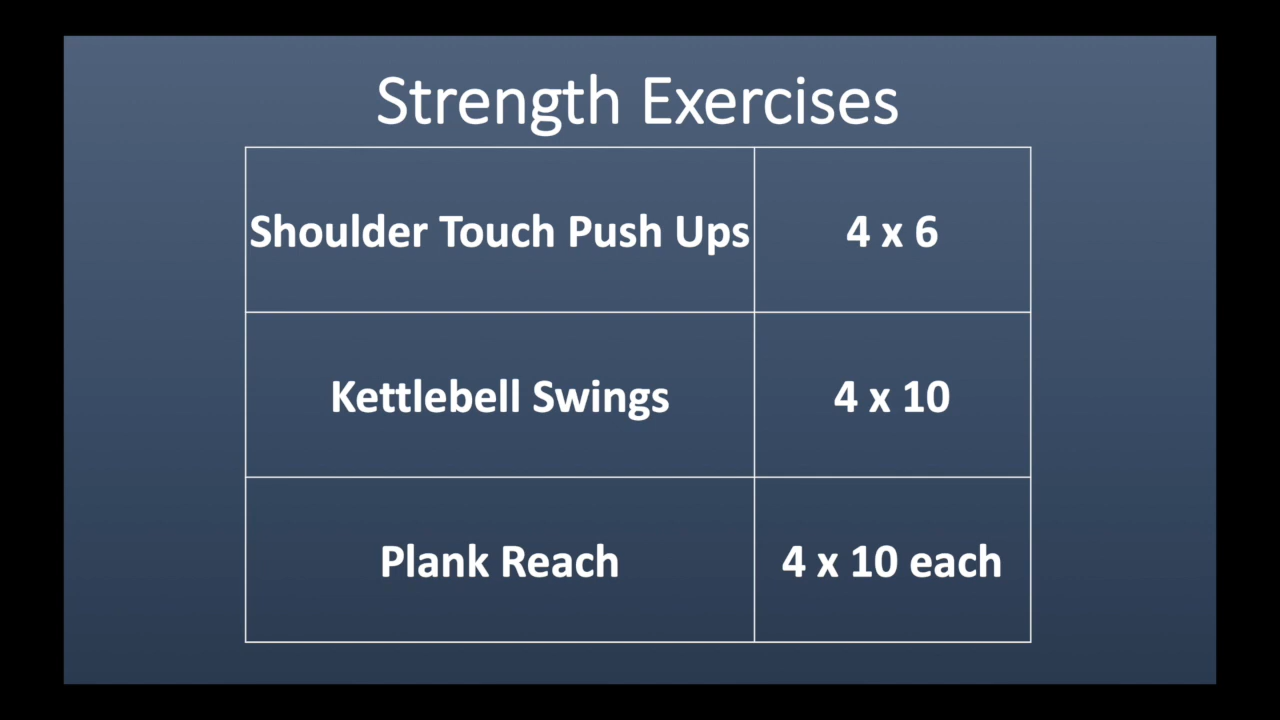 Strength Exercises
Shoulder Touch Push Ups 4 x 6
Kettlebell Swings 4 x 10
Plank Reach 4 x 10 each